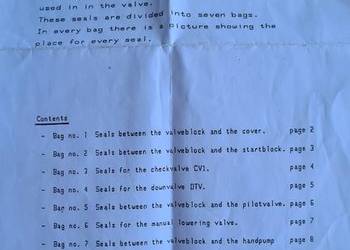 used in in the valve.
These seals are divided into seven bags.
In every bag there is a picture showing the
place for every seal.
Contents
- Bag no. 1 Seals between the valveblock and the cover. page 2
- Bag no. 2 Seals between the valveblock and the startblock. page 3
- Bag no. 3 Seals for the checkvalve CV1. page 4
- Bag no. 4 Seals for the downvalve DTV. page 5
- Bag no. 5 Seals between the valveblock and the pilotvalve. page 6
- Bag no. 6 Seals for the manual lowering valve. page 7
- Bag no. 7 Seals between the valveblock and the handpump page 8